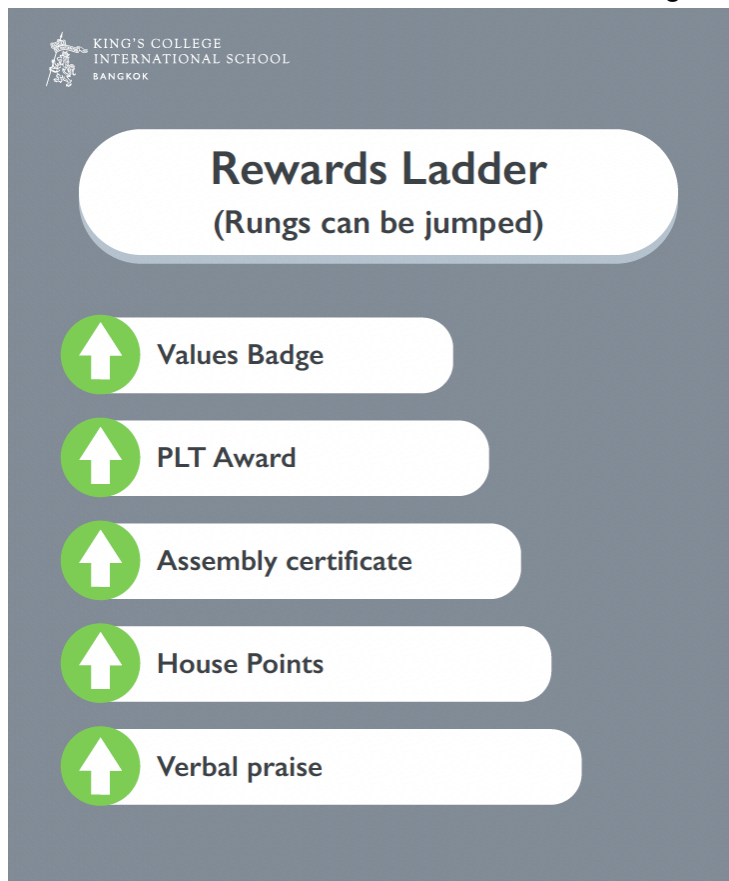 KING'S COLLEGE
INTERNATIONAL SCHOOL
BANGKOK
Rewards Ladder
(Rungs can be jumped)
Values Badge
PLT Award
Assembly certificate
House Points
Verbal praise